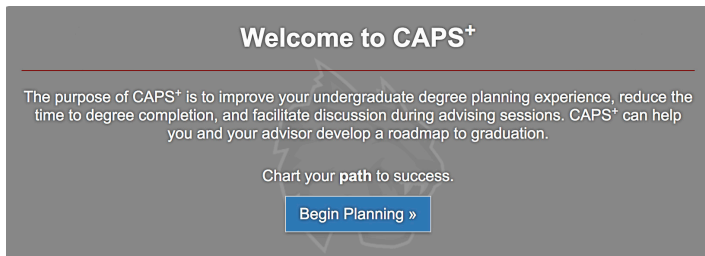 Welcome to CAPS+
The purpose of CAPS+ is to improve your undergraduate degree planning experience, reduce the
time to degree completion, and facilitate discussion during advising sessions. CAPS+ can help
you and your advisor develop a roadmap to graduation.
Chart your path to success.
Begin Planning »